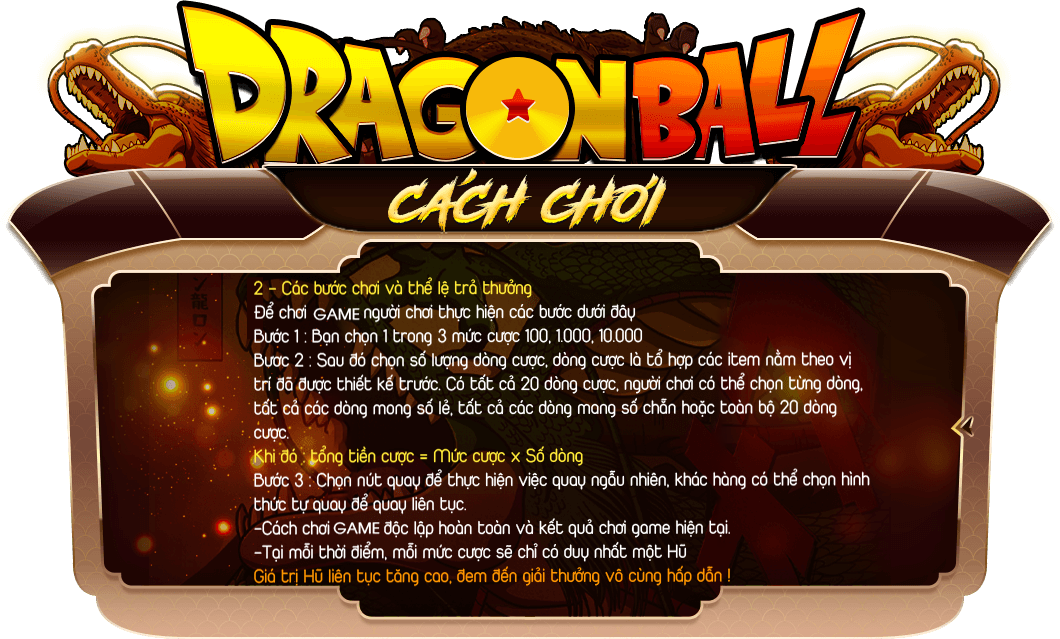 DRAGONBALL
CÁCH CHƠI
2 - Các bước chơi và thể lệ trả thưởng
Để chơi GAME người chơi thực hiện các bước dưới đây
Bước 1 : Bạn chọn 1 trong 3 mức cược 100, 1.000, 10.000
Bước 2 : Sau đó chọn số lượng dòng cược, dòng cược là tổ hợp các item nằm theo vị
trí đã được thiết kế trước. Có tất cả 20 dòng cược, người chơi có thể chọn từng dòng,
tất cả các dòng mong số lẻ, tất cả các dòng mang số chẵn hoặc toàn bộ 20 dòng
cược.
Khi đó : tổng tiền cược = Mức cược x Số dòng
Bước 3 : Chọn nút quay để thực hiện việc quay ngẫu nhiên, khác hàng có thể chọn hình
thức tự quay để quay liên tục.
-Cách chơi GAME độc lập hoàn toàn và kết quả chơi game hiện tại.
-Tại mỗi thời điểm, mỗi mức cược sẽ chỉ có duy nhất một Hũ
Giá trị Hũ liên tục tăng cao, đem đến giải thưởng vô cùng hấp dẫn !